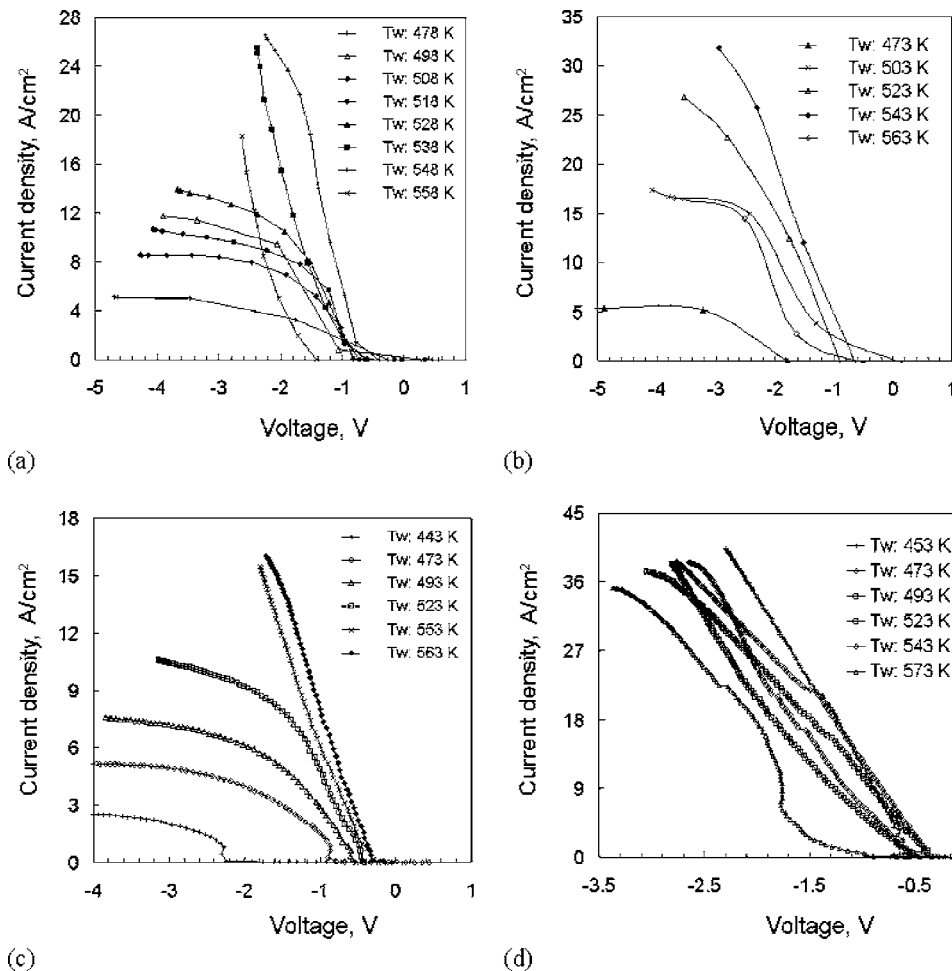 28
24
20
16
12
8
4
0
Current density, A/cm²
-5 -4 -3 -2 -1 0 1
Voltage, V
Tw: 478 K
Tw: 498 K
Tw: 508 K
Tw: 518 K
Tw: 528 K
Tw: 538 K
Tw: 548 K
Tw: 558 K
(a)
35
30
25
20
15
10
5
0
Current density, A/cm²
-5 -4 -3 -2 -1 0 1
Voltage, V
Tw: 473 K
Tw: 503 K
Tw: 523 K
Tw: 543 K
Tw: 563 K
(b)
18
15
12
9
6
3
0
Current density, A/cm²
-4 -3 -2 -1 0 1
Voltage, V
Tw: 443 K
Tw: 473 K
Tw: 493 K
Tw: 523 K
Tw: 553 K
Tw: 563 K
(c)
45
36
27
18
9
0
Current density, A/cm²
-3.5 -2.5 -1.5 -0.5
Voltage, V
Tw: 453 K
Tw: 473 K
Tw: 493 K
Tw: 523 K
Tw: 543 K
Tw: 573 K
(d)